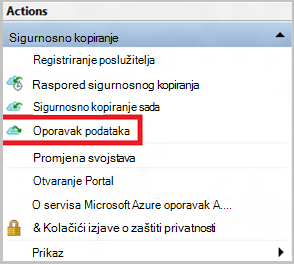 Actions
Sigurnosno kopiranje
Registriranje poslužitelja
Raspored sigurnosnog kopiranja
Sigurnosno kopiranje sada
Oporavak podataka
Promjena svojstava
Otvaranje Portal
O servisa Microsoft Azure oporavak A....
& Kolačići izjave o zaštiti privatnosti
Prikaz